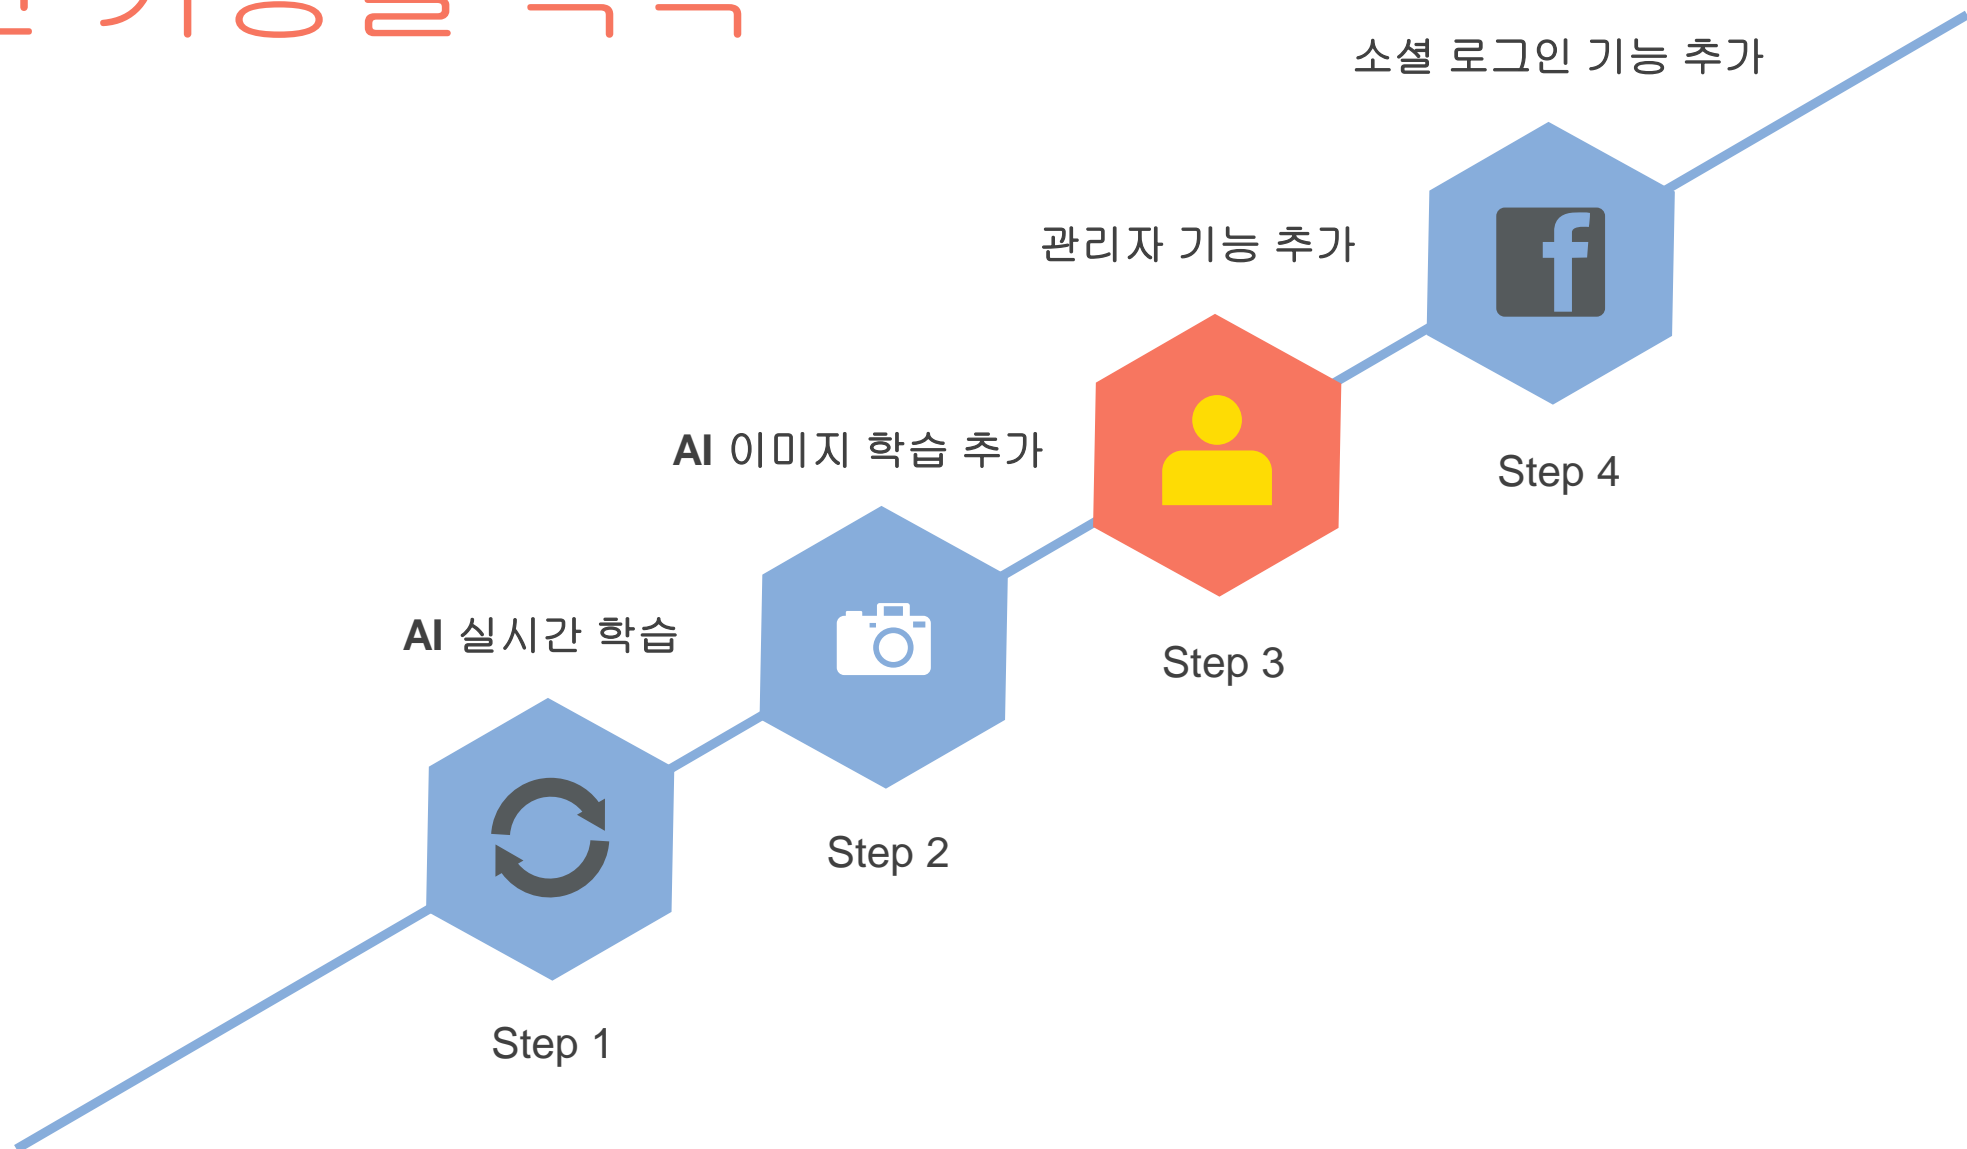 소셜 로그인 기능 추가
관리자 기능 추가
Step 4
AI 이미지 학습 추가
Step 3
AI 실시간 학습
Step 2
Step 1